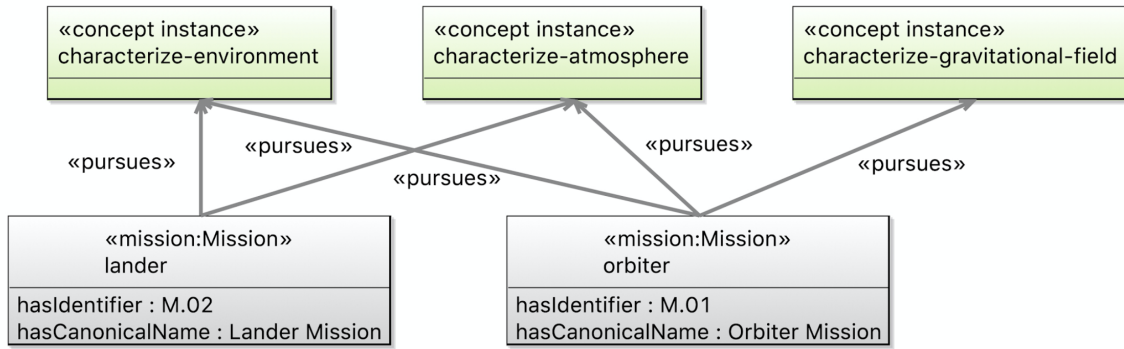 «concept instance»
characterize-environment
«concept instance»
characterize-atmosphere
«concept instance»
characterize-gravitational-field
«pursues»
«pursues»
«pursues»
«pursues»
«pursues»
«mission:Mission»
lander
hasIdentifier : M.02
hasCanonicalName : Lander Mission
«mission:Mission»
orbiter
hasIdentifier : M.01
hasCanonicalName : Orbiter Mission